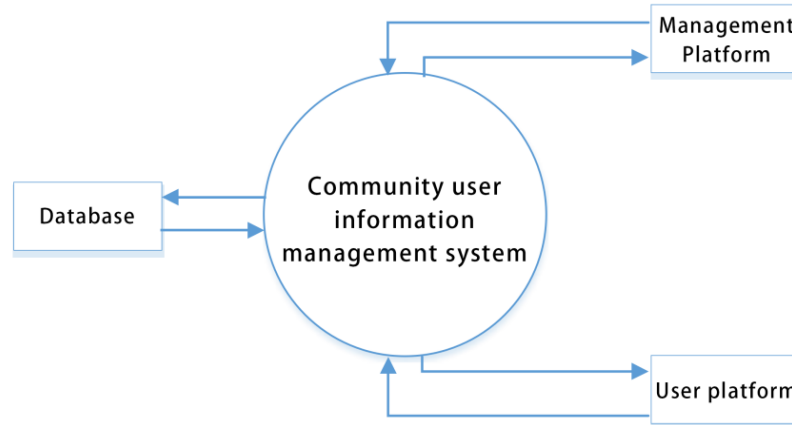 Management
Platform
Community user
information
management system
Database
User platform